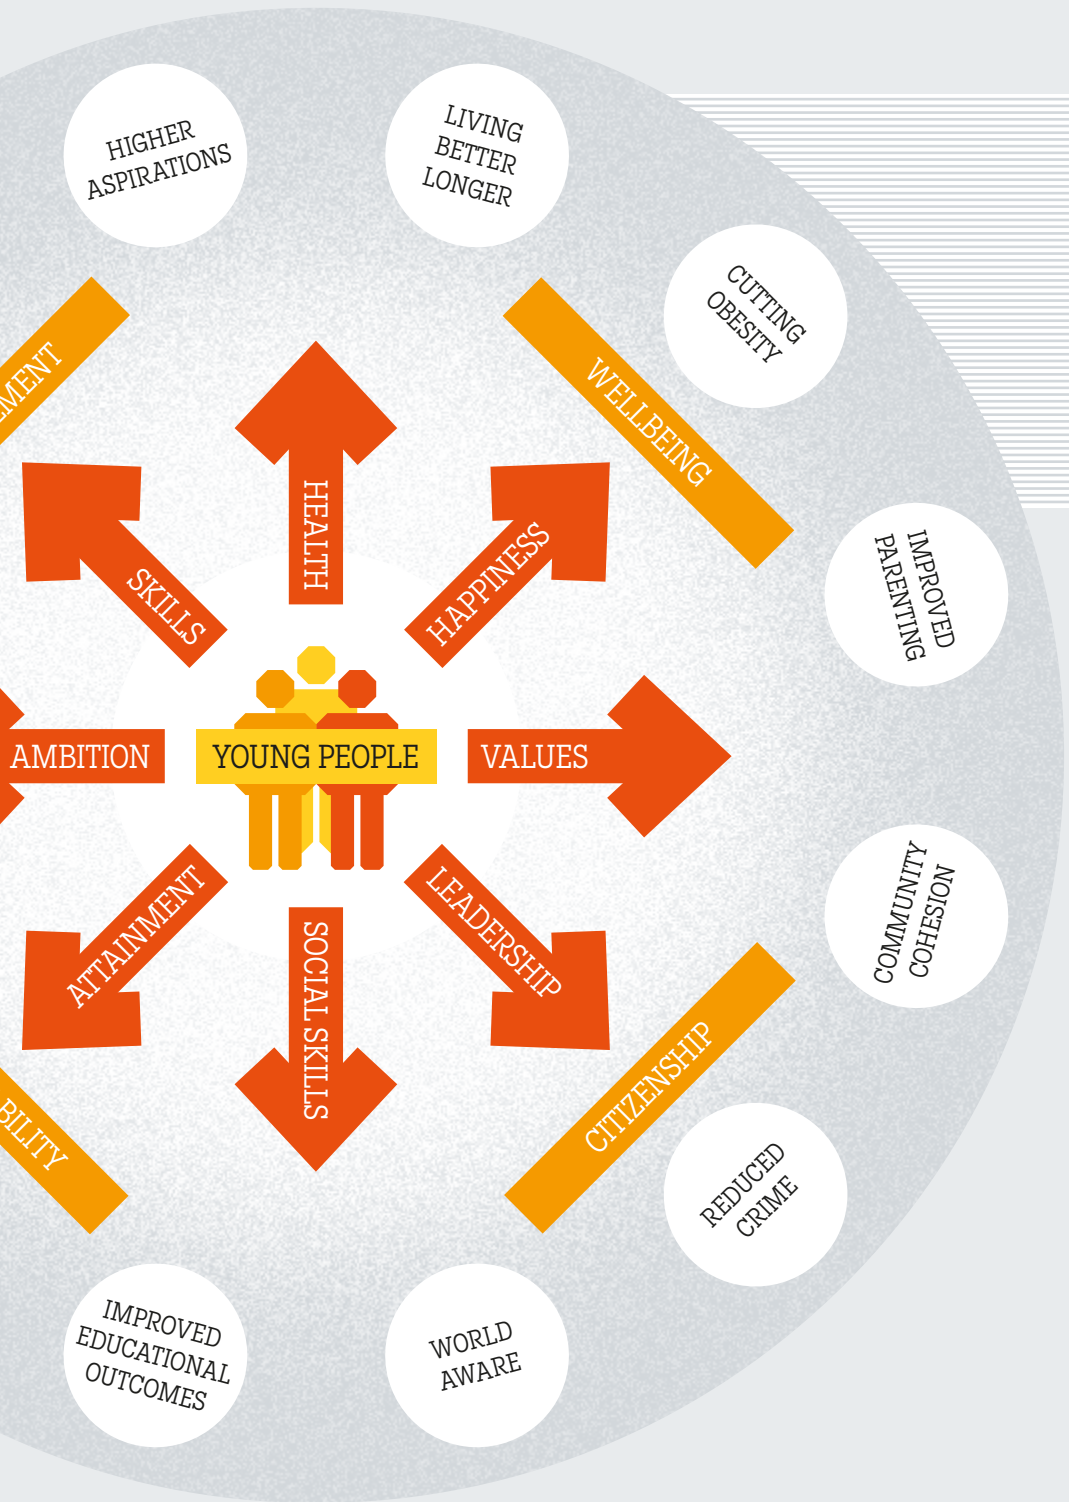 HIGHER
ASPIRATIONS
LIVING
BETTER
LONGER
CUTTING
OBESITY
WELLBEING
HEALTH
HAPPINESS
SKILLS
IMPROVED
PARENTING
AMBITION
YOUNG PEOPLE
VALUES
ATTAINMENT
SOCIAL SKILLS
LEADERSHIP
COMMUNITY
COHESION
CITIZENSHIP
REDUCED
CRIME
IMPROVED
EDUCATIONAL
OUTCOMES
WORLD
AWARE